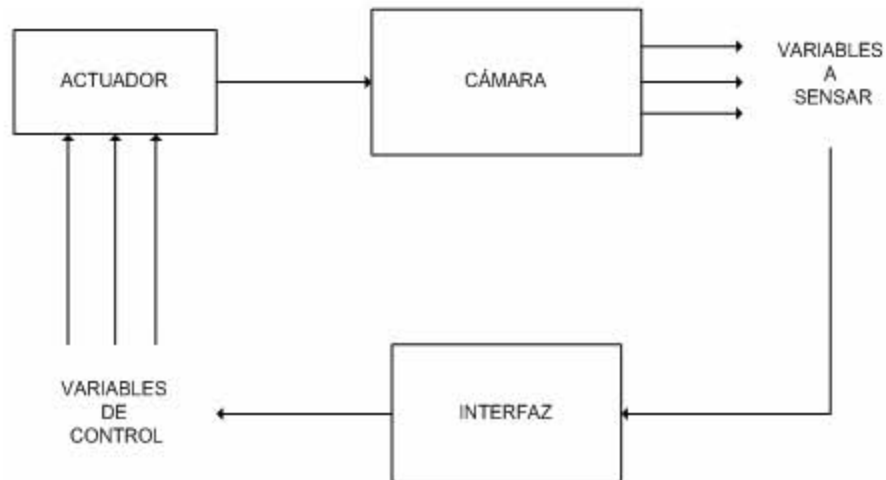 ACTUADOR
CÁMARA
VARIABLES
A
SENSAR
VARIABLES
DE
CONTROL
INTERFAZ